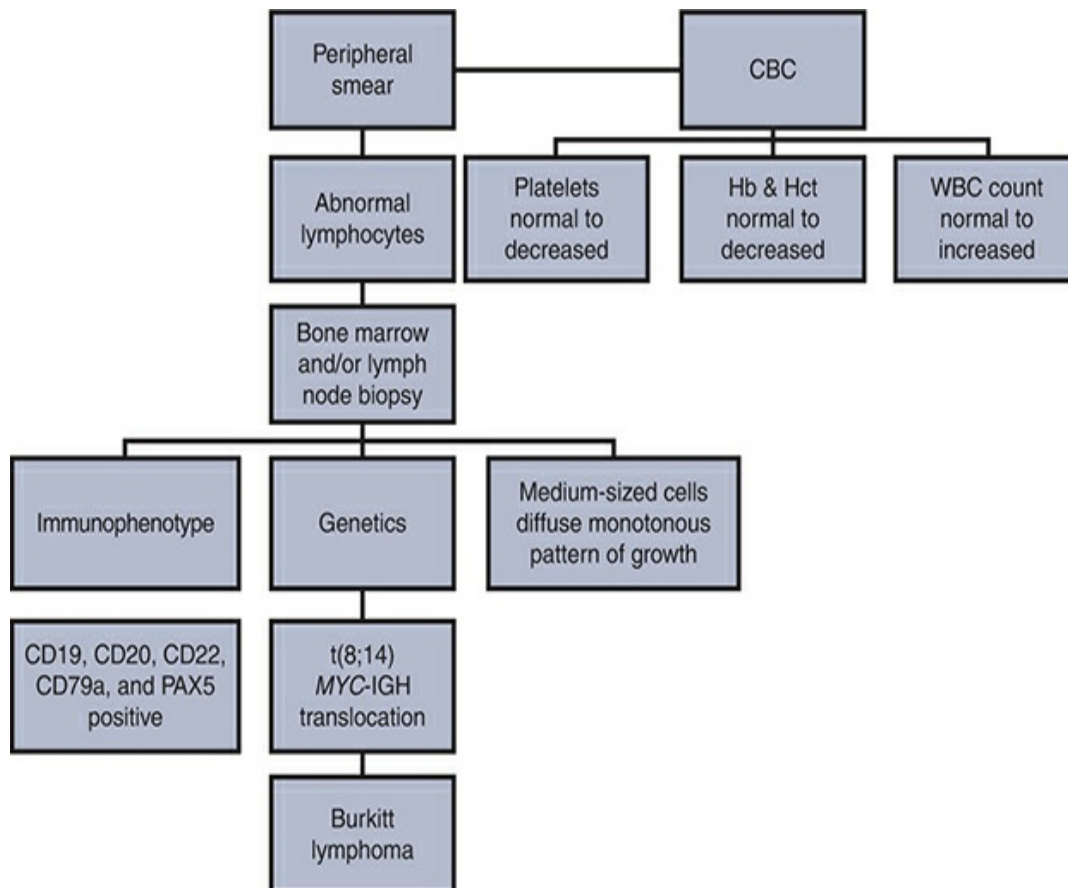 Peripheral
smear
CBC
Abnormal
lymphocytes
Platelets
normal to
decreased
Hb & Hct
normal to
decreased
WBC count
normal to
increased
Bone marrow
and/or lymph
node biopsy
Immunophenotype
Genetics
Medium-sized cells
diffuse monotonous
pattern of growth
CD19, CD20, CD22,
CD79a, and PAX5
positive
t(8;14)
MYC-IGH
translocation
Burkitt
lymphoma